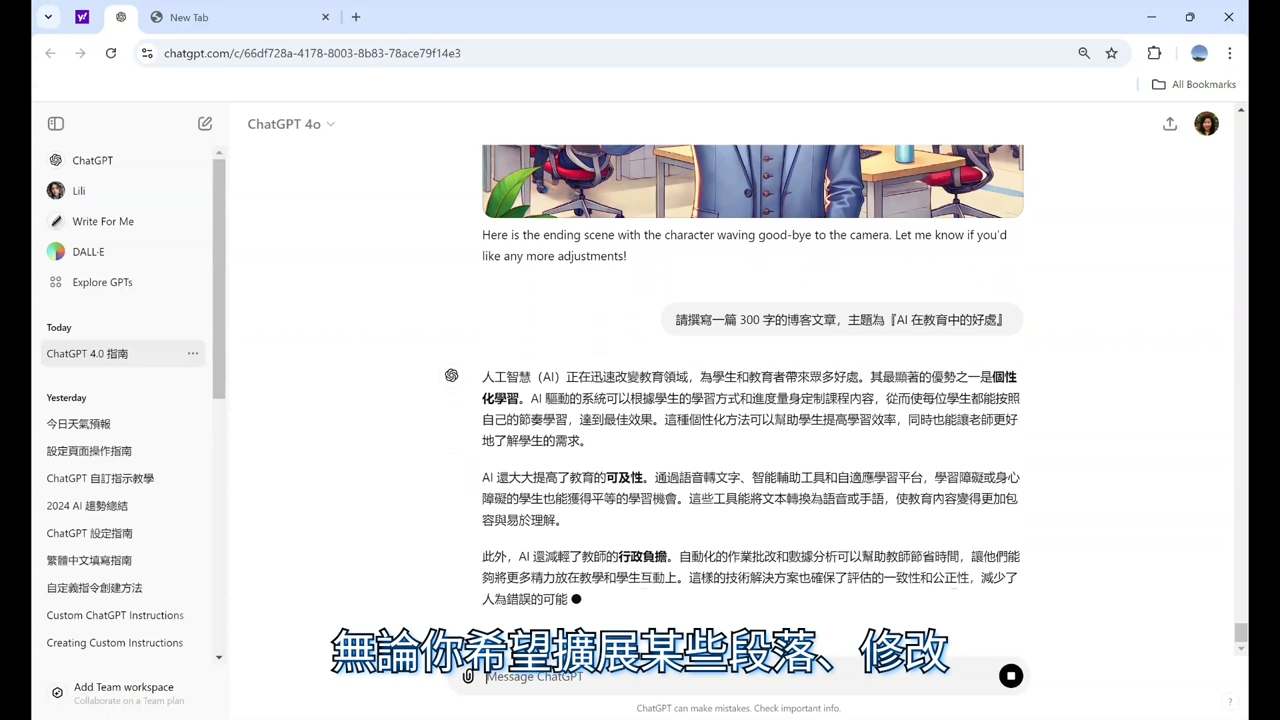 New Tab
chatgpt.com/c/66df728a-4178-8003-8b83-78ace79f14e3
All Bookmarks
ChatGPT 4o
ChatGPT
Lili
Write For Me
DALL·E
Explore GPTs
Today
ChatGPT 4.0 指南
Yesterday
今日天氣預報
設定頁面操作指南
ChatGPT 自訂指示教學
2024 AI 趨勢總結
ChatGPT 設定指南
繁體中文填寫指南
自定義指令創建方法
Custom ChatGPT Instructions
Creating Custom Instructions
Add Team workspace
Collaborate on a Team plan
Here is the ending scene with the character waving good-bye to the camera. Let me know if you'd
like any more adjustments!
請撰寫一篇 300 字的博客文章，主題為『AI 在教育中的好處』
人工智慧（AI）正在迅速改變教育領域，為學生和教育者帶來眾多好處。其最顯著的優勢之一是個性
化學習。AI 驅動的系統可以根據學生的學習方式和進度量身定制課程內容，從而使每位學生都能按照
自己的節奏學習，達到最佳效果。這種個性化方法可以幫助學生提高學習效率，同時也能讓老師更好
地了解學生的需求。
AI 還大大提高了教育的可及性。通過語音轉文字、智能輔助工具和自適應學習平台，學習障礙或身心
障礙的學生也能獲得平等的學習機會。這些工具能將文本轉換為語音或手語，使教育內容變得更加包
容與易於理解。
此外，AI 還減輕了教師的行政負擔。自動化的作業批改和數據分析可以幫助教師節省時間，讓他們能
夠將更多精力放在教學和學生互動上。這樣的技術解決方案也確保了評估的一致性和公正性，減少了
人為錯誤的可能
無論你希望擴展某些段落、修改
Message ChatGPT
ChatGPT can make mistakes. Check important info.
?